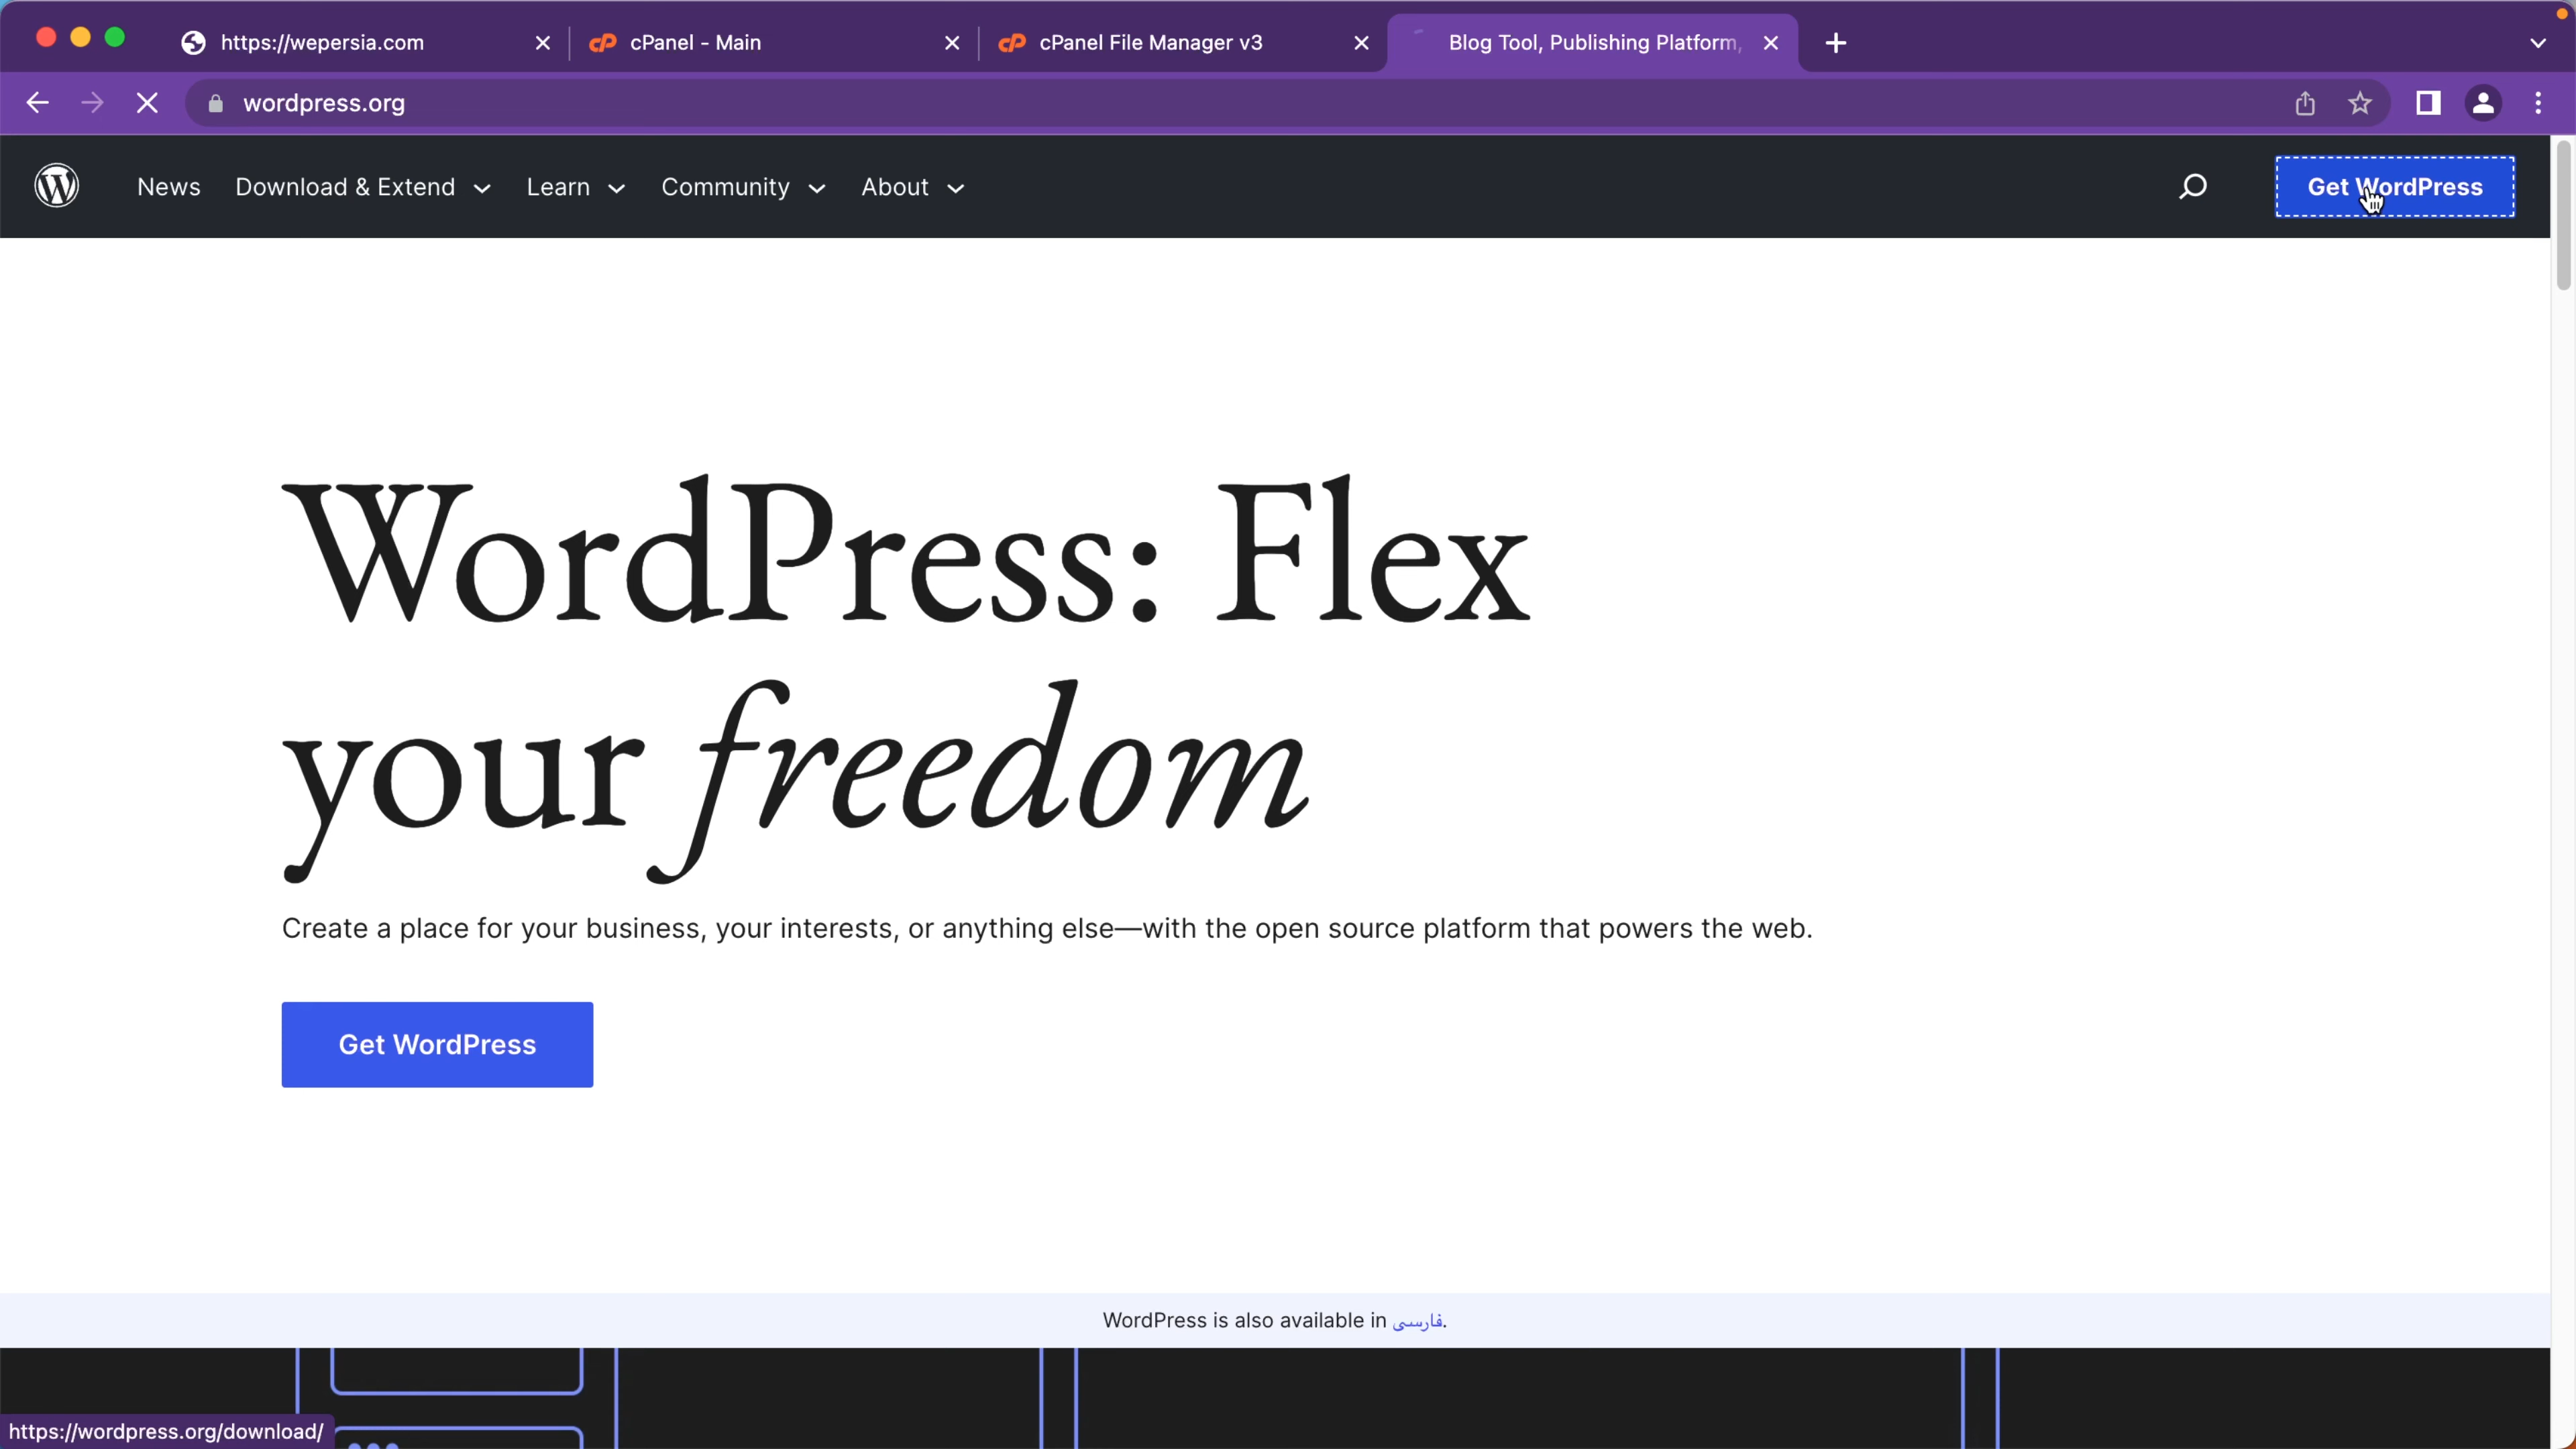 https://wepersia.com
cPanel - Main
cPanel File Manager v3
Blog Tool, Publishing Platform,
wordpress.org
News
Download & Extend
Learn
Community
About
Get WordPress
WordPress: Flex
your freedom
Create a place for your business, your interests, or anything else—with the open source platform that powers the web.
Get WordPress
WordPress is also available in فارسی.
https://wordpress.org/download/